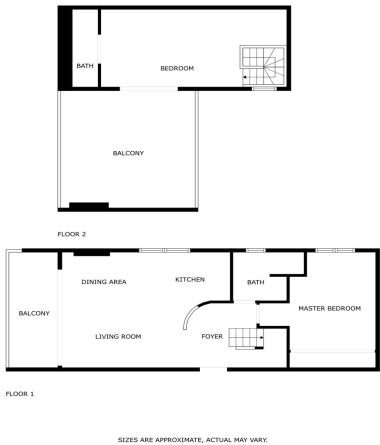 BATH
BEDROOM
BALCONY
FLOOR 2
DINING AREA
KITCHEN
BATH
BALCONY
MASTER BEDROOM
LIVING ROOM
FOYER
FLOOR 1
SIZES ARE APPROXIMATE, ACTUAL MAY VARY.